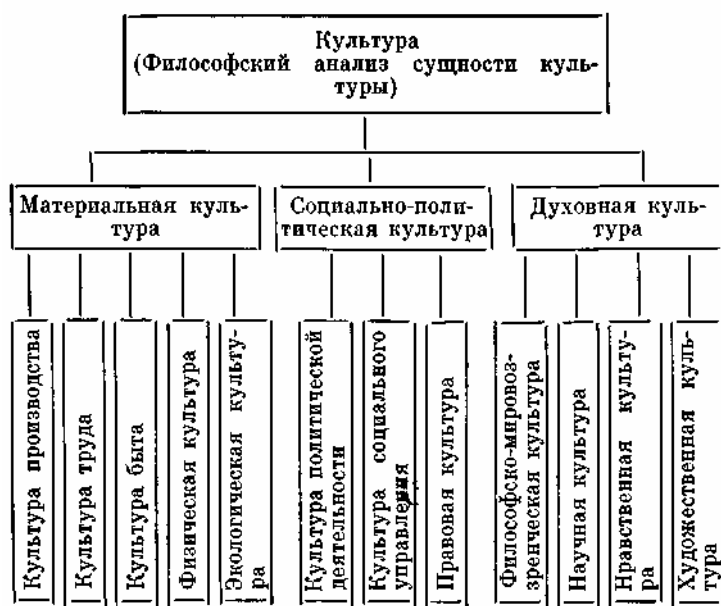 Культура
(Философский анализ сущности куль-
туры)
Материальная куль-
тура
Социально-поли-
тическая культура
Духовная куль-
тура
Культура производства
Культура труда
Культура быта
Физическая культура
Экологическая культу-
ра
Культура политической
деятельности
Культура социального
управления
Правовая культура
Философско-мировоз-
зренческая культура
Научная культура
Нравственная культу-
ра
Художественная куль-
тура